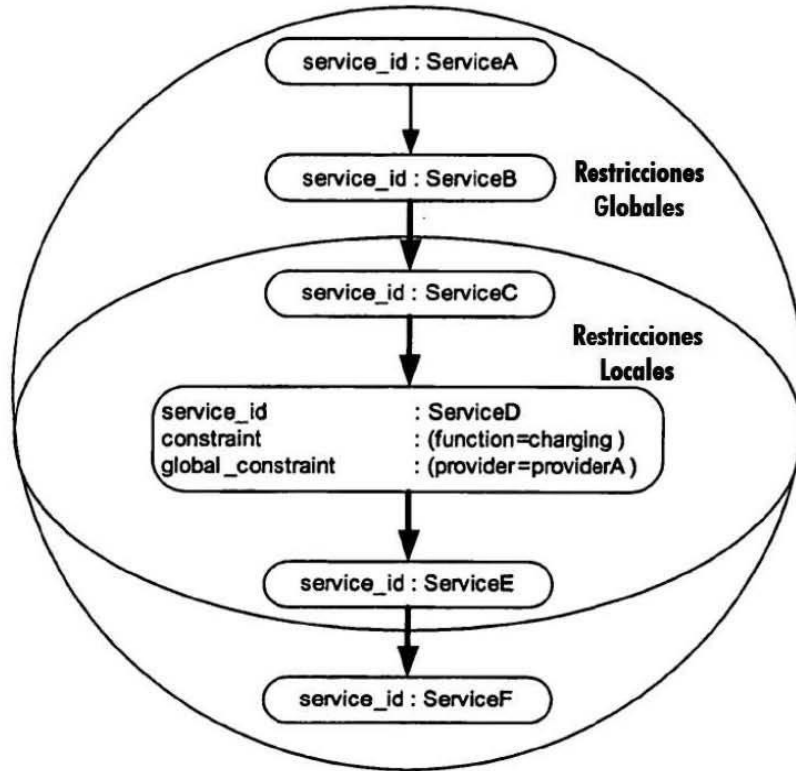 service_id : ServiceA
service_id : ServiceB
Restricciones
Globales
service_id : ServiceC
Restricciones
Locales
service_id : ServiceD
constraint : (function=charging )
global_constraint : (provider=providerA )
service_id : ServiceE
service_id : ServiceF